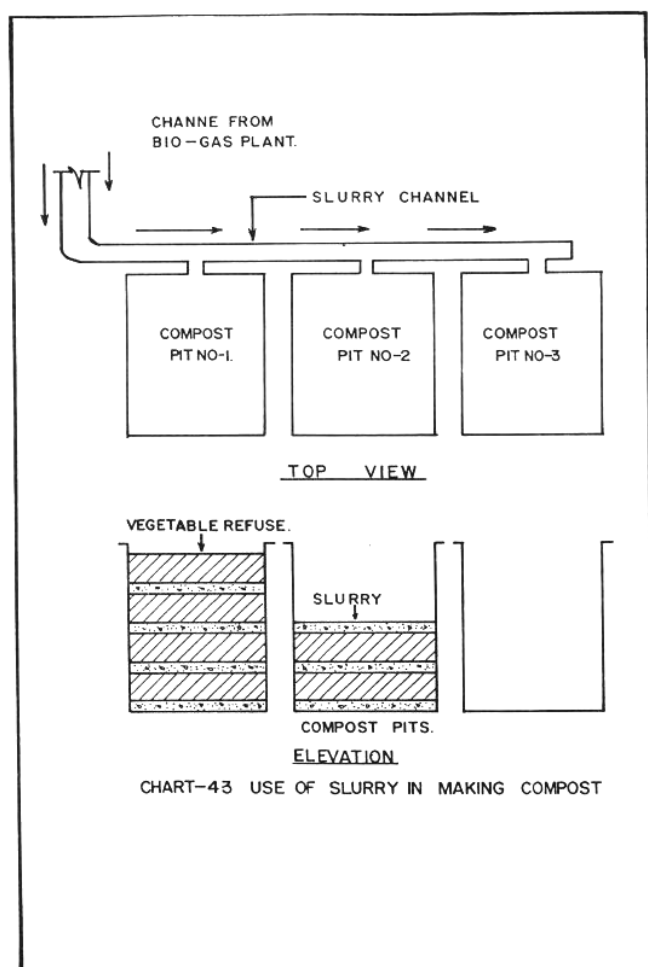 CHANNE FROM
BIO-GAS PLANT.
SLURRY CHANNEL
COMPOST
PIT NO-1.
COMPOST
PIT NO-2
COMPOST
PIT NO-3
TOP VIEW
VEGETABLE REFUSE.
SLURRY
COMPOST PITS.
ELEVATION
CHART-43 USE OF SLURRY IN MAKING COMPOST